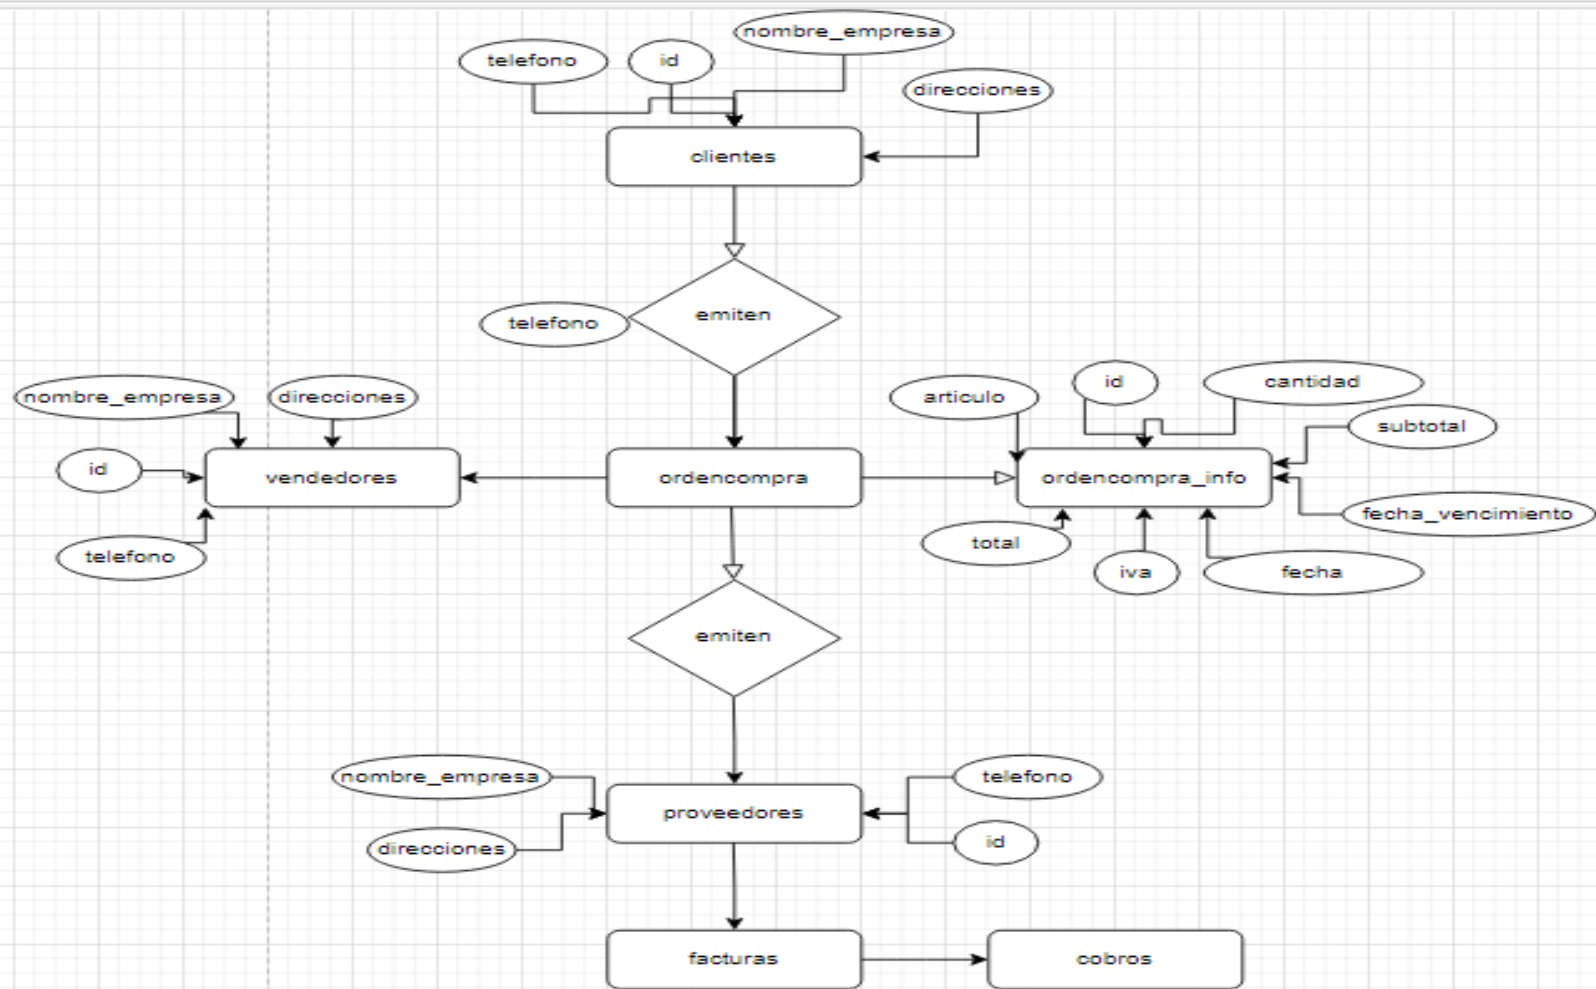 nombre_empresa
telefono
id
direcciones
clientes
emiten
telefono
id
cantidad
nombre_empresa
direcciones
articulo
subtotal
id
vendedores
ordencompra
ordencompra_info
fecha_vencimiento
telefono
total
iva
fecha
emiten
nombre_empresa
telefono
proveedores
direcciones
id
facturas
cobros